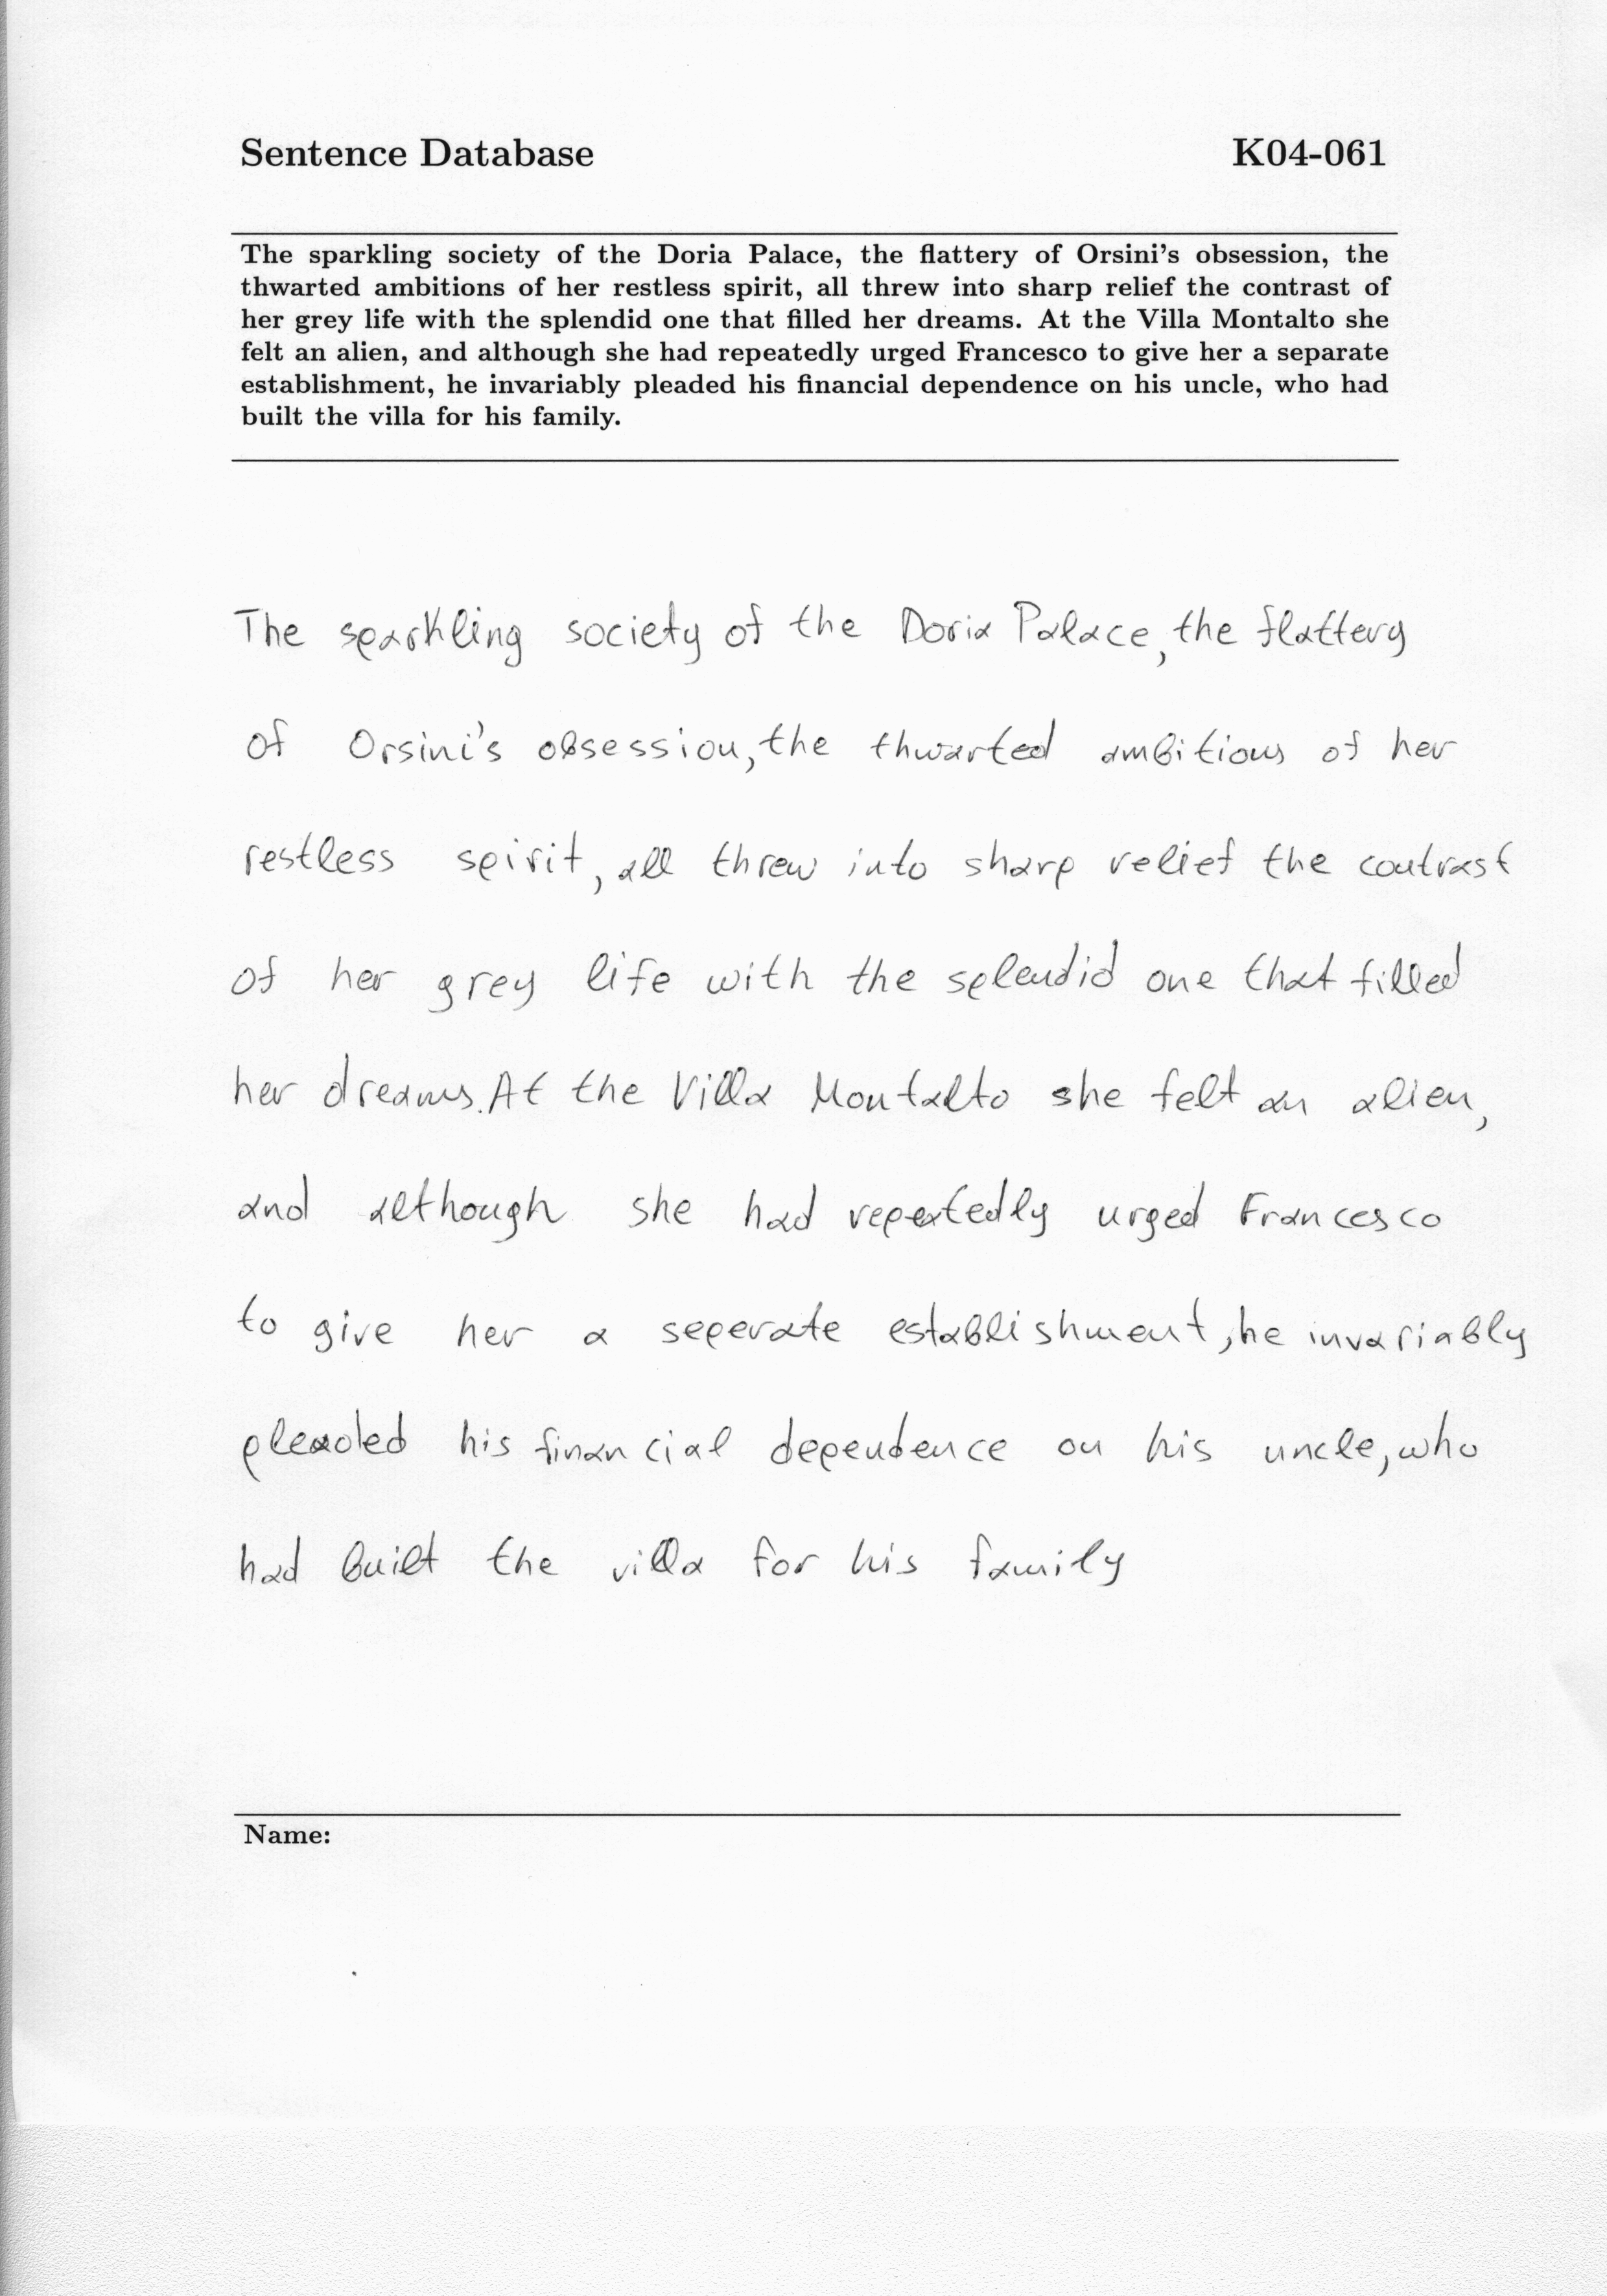 Sentence Database K04-061
The sparkling society of the Doria Palace, the flattery of Orsini's obsession, the
thwarted ambitions of her restless spirit, all threw into sharp relief the contrast of
her grey life with the splendid one that filled her dreams. At the Villa Montalto she
felt an alien, and although she had repeatedly urged Francesco to give her a separate
establishment, he invariably pleaded his financial dependence on his uncle, who had
built the villa for his family.
The sparkling society of the Doria Palace, the flattery
of Orsini's obsession, the thwarted ambitions of her
restless spirit, all threw into sharp relief the contrast
of her grey life with the splendid one that filled
her dreams. At the Villa Montalto she felt an alien,
and although she had repeatedly urged Francesco
to give her a seperate establishment, he invariably
pleaded his financial dependence on his uncle, who
had built the villa for his family
Name: